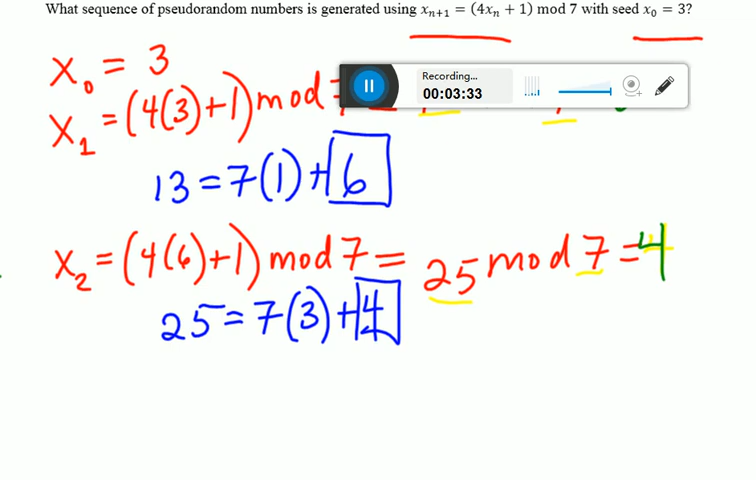 What sequence of pseudorandom numbers is generated using xₙ₊₁ = (4xₙ + 1) mod 7 with seed x₀ = 3?
x₀ = 3
Recording...
00:03:33
x₁ = (4(3)+1) mod 7
13 = 7(1) + 6
x₂ = (4(6)+1) mod 7 = 25 mod 7 = 4
25 = 7(3) + 4